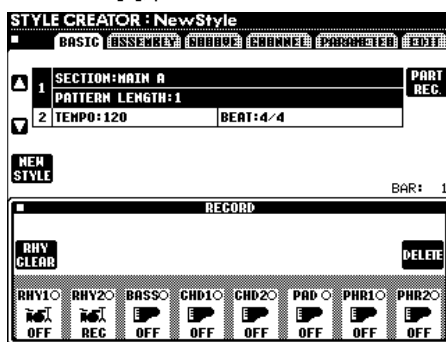 STYLE CREATOR : NewStyle
BASIC ASSEMBLY GROOVE CHANNEL PARAMETER EDIT
1 SECTION:MAIN A
PATTERN LENGTH:1
PART REC.
2 TEMPO:120 BEAT:4/4
NEW STYLE
BAR: 1
RECORD
RHY CLEAR
DELETE
RHY1 RHY2 BASS CHD1 CHD2 PAD PHR1 PHR2
OFF REC OFF OFF OFF OFF OFF OFF